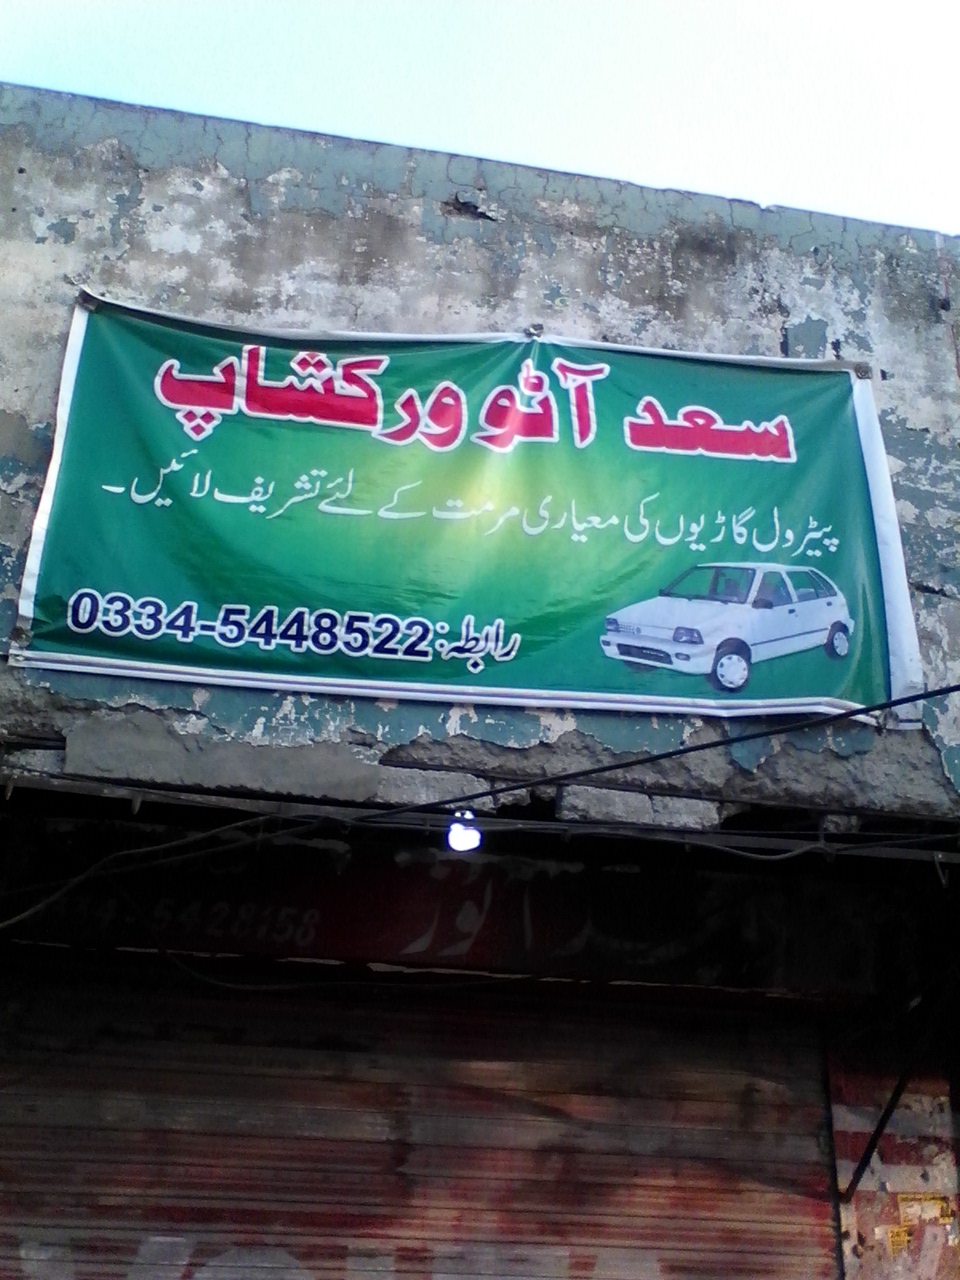 سعد آٹو ورکشاپ
پیٹرول گاڑیوں کی معیاری مرمت کے لئے تشریف لائیں۔
رابطہ: 0334-5448522